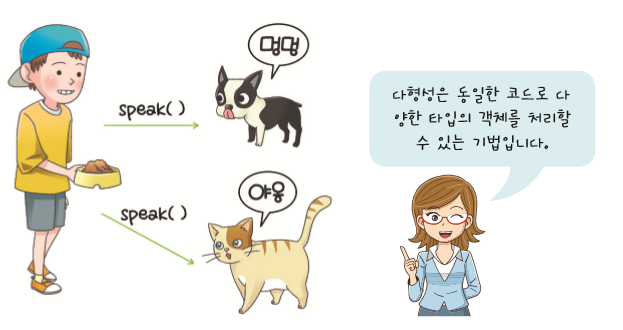 멍멍
speak( )
speak( )
야옹
다형성은 동일한 코드로 다
양한 타입의 객체를 처리할
수 있는 기법입니다.